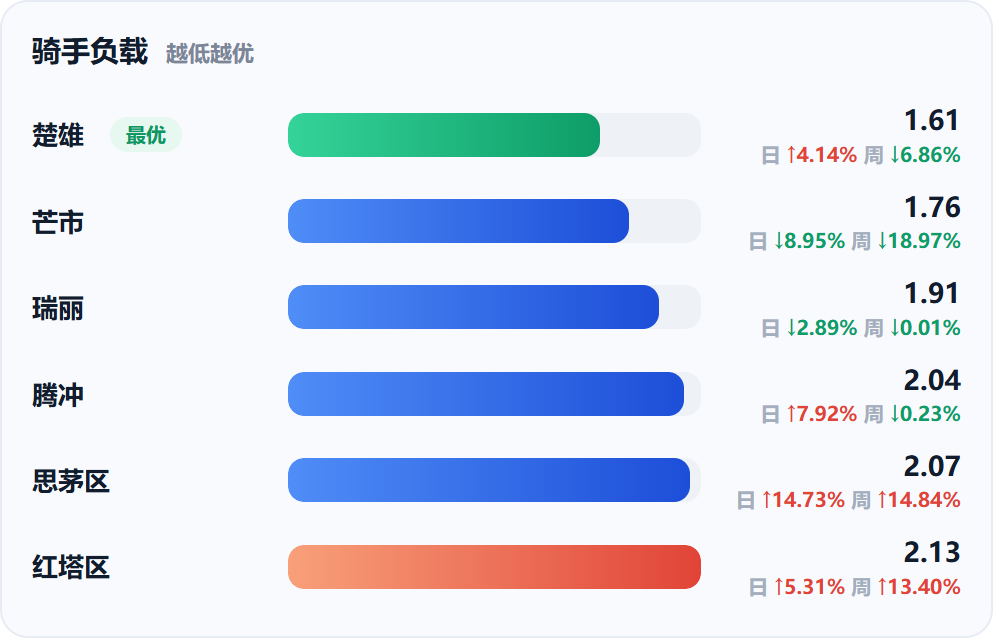 骑手负载 越低越优
楚雄 最优 1.61
日 ↑4.14% 周 ↓6.86%
芒市 1.76
日 ↓8.95% 周 ↓18.97%
瑞丽 1.91
日 ↓2.89% 周 ↓0.01%
腾冲 2.04
日 ↑7.92% 周 ↓0.23%
思茅区 2.07
日 ↑14.73% 周 ↑14.84%
红塔区 2.13
日 ↑5.31% 周 ↑13.40%